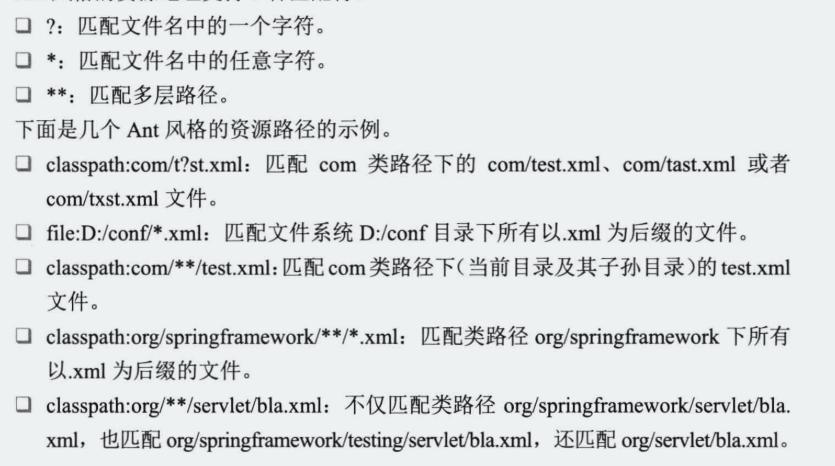 ?：匹配文件名中的一个字符。
*：匹配文件名中的任意字符。
**：匹配多层路径。
下面是几个 Ant 风格的资源路径的示例。
classpath:com/t?st.xml：匹配 com 类路径下的 com/test.xml、com/tast.xml 或者
com/txst.xml 文件。
file:D:/conf/*.xml：匹配文件系统 D:/conf 目录下所有以.xml 为后缀的文件。
classpath:com/**/test.xml：匹配 com 类路径下（当前目录及其子孙目录）的 test.xml
文件。
classpath:org/springframework/**/*.xml：匹配类路径 org/springframework 下所有
以.xml 为后缀的文件。
classpath:org/**/servlet/bla.xml：不仅匹配类路径 org/springframework/servlet/bla.
xml，也匹配 org/springframework/testing/servlet/bla.xml，还匹配 org/servlet/bla.xml。